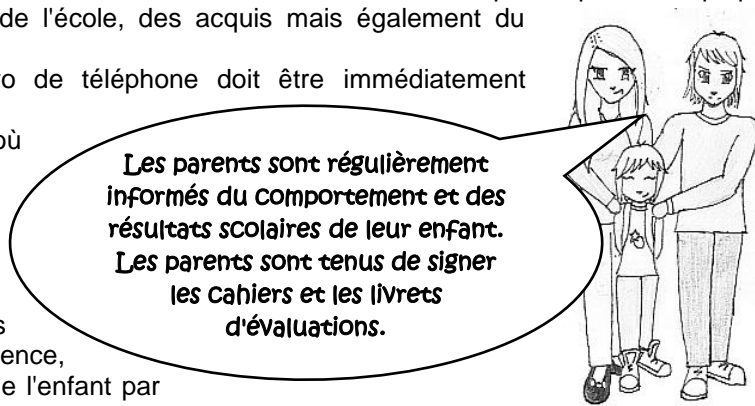 de l'école, des acquis mais également du
o de téléphone doit être immédiatement
où
Les parents sont régulièrement
informés du comportement et des
résultats scolaires de leur enfant.
Les parents sont tenus de signer
les cahiers et les livrets
d'évaluations.
s
ence,
e l'enfant par